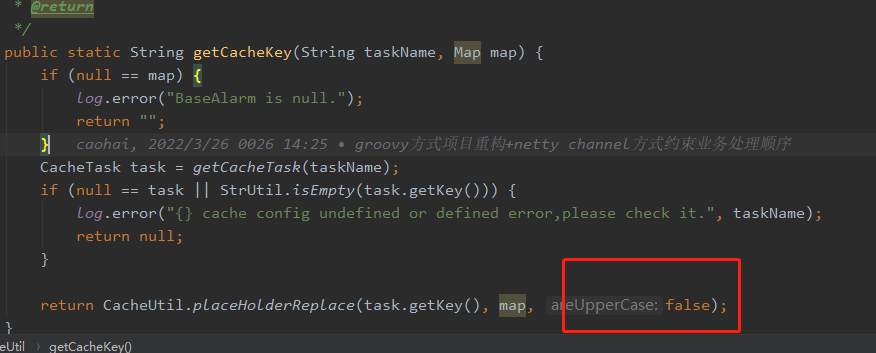 * @return
*/
public static String getCacheKey(String taskName, Map map) {
if (null == map) {
log.error("BaseAlarm is null.");
return "";
} caohai, 2022/3/26 0026 14:25 • groovy方式项目重构+netty channel方式约束业务处理顺序
CacheTask task = getCacheTask(taskName);
if (null == task || StrUtil.isEmpty(task.getKey())) {
log.error("{} cache config undefined or defined error,please check it.", taskName);
return null;
}
return CacheUtil.placeHolderReplace(task.getKey(), map, areUpperCase: false);
}
eUtil › getCacheKey()